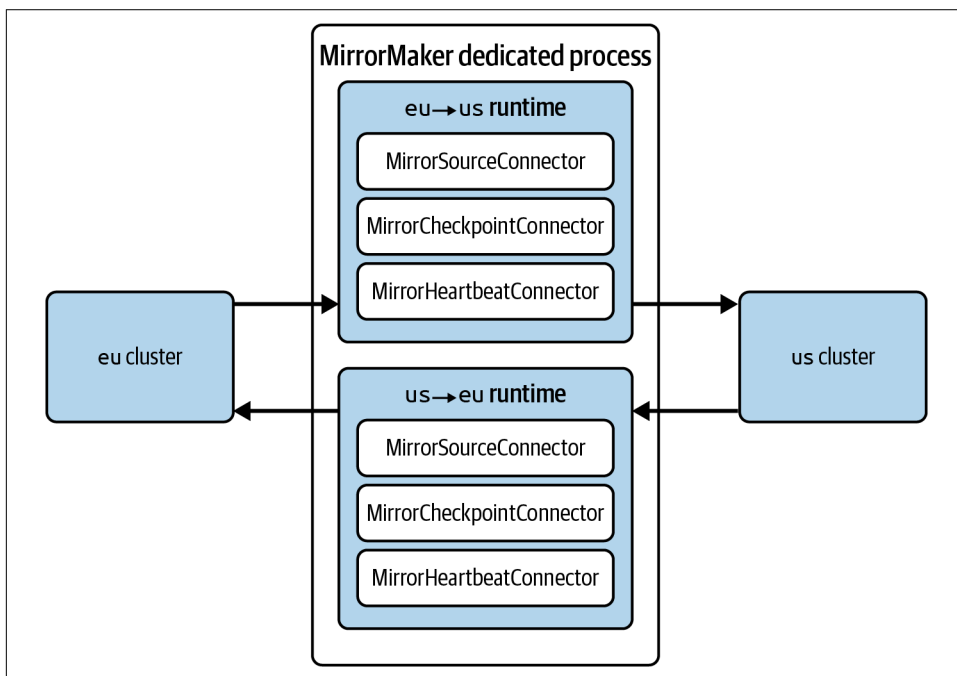 MirrorMaker dedicated process
eu→us runtime
MirrorSourceConnector
MirrorCheckpointConnector
MirrorHeartbeatConnector
eu cluster
us cluster
us→eu runtime
MirrorSourceConnector
MirrorCheckpointConnector
MirrorHeartbeatConnector